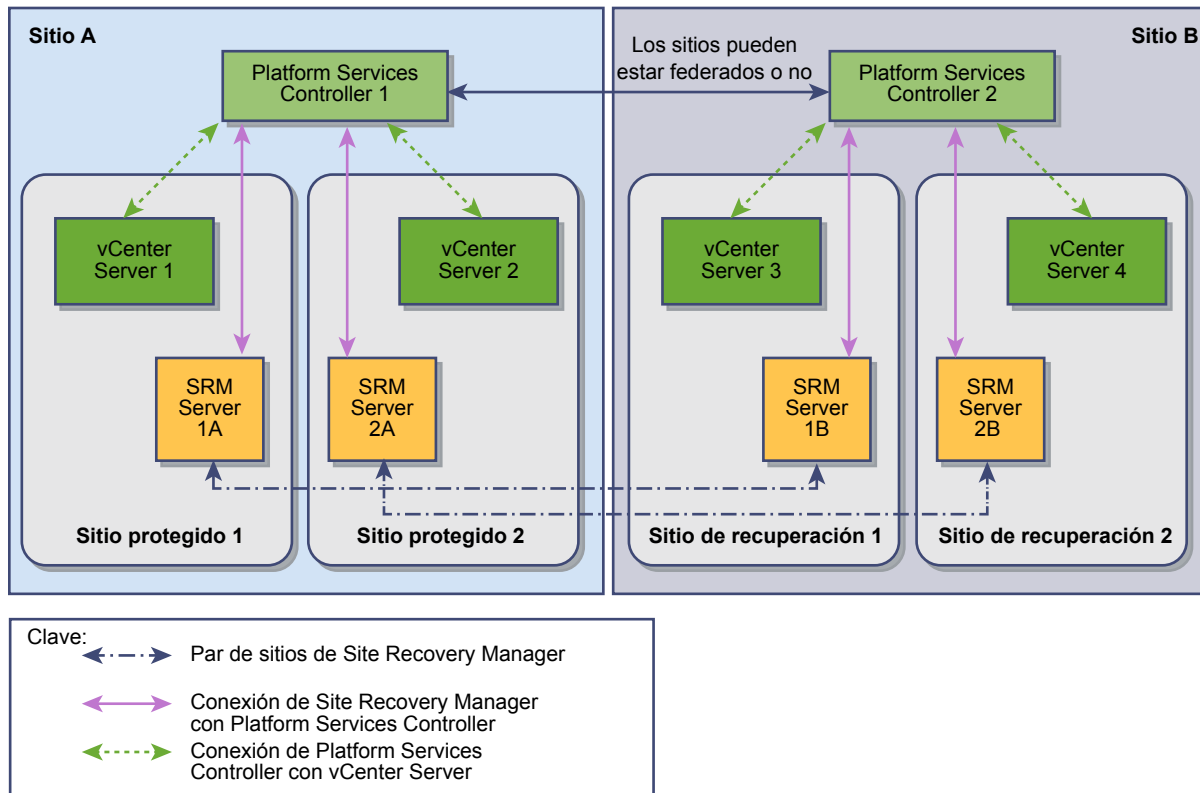 Sitio A
Sitio B
Los sitios pueden
estar federados o no
Platform Services
Controller 1
Platform Services
Controller 2
vCenter
Server 1
vCenter
Server 2
vCenter
Server 3
vCenter
Server 4
SRM
Server
1A
SRM
Server
2A
SRM
Server
1B
SRM
Server
2B
Sitio protegido 1
Sitio protegido 2
Sitio de recuperación 1
Sitio de recuperación 2
Clave:
Par de sitios de Site Recovery Manager
Conexión de Site Recovery Manager
con Platform Services Controller
Conexión de Platform Services
Controller con vCenter Server